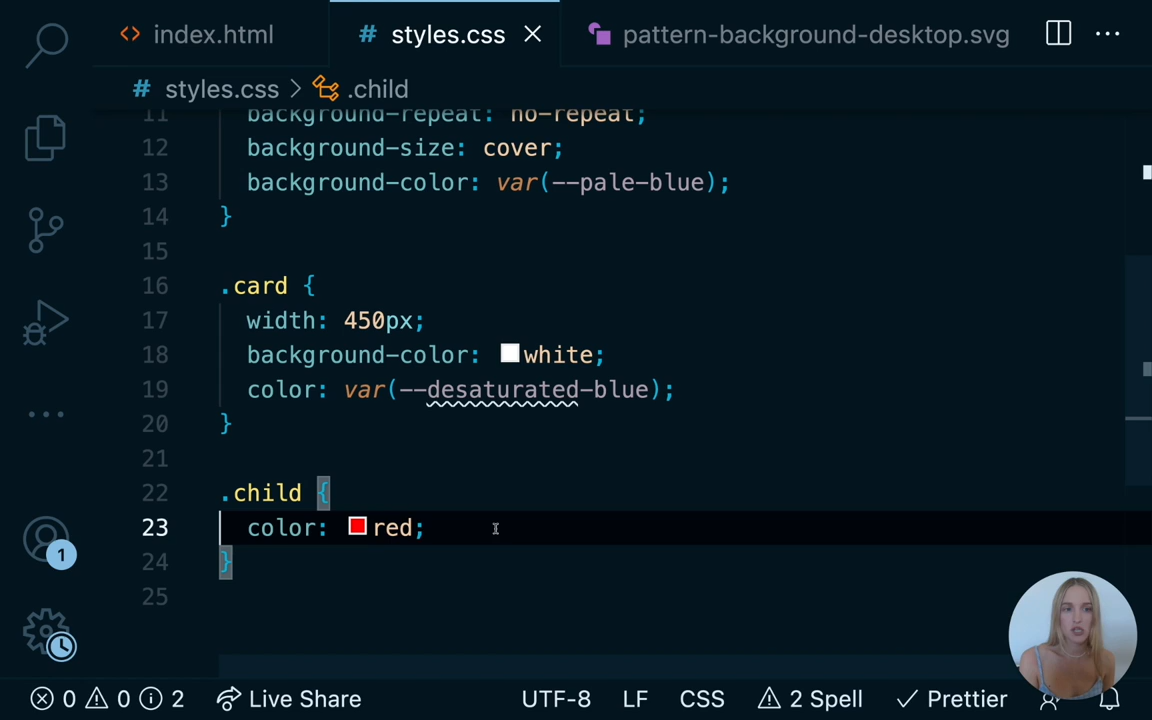 index.html
# styles.css
pattern-background-desktop.svg
# styles.css > .child
11 background-repeat: no-repeat;
12 background-size: cover;
13 background-color: var(--pale-blue);
14 }
15
16 .card {
17 width: 450px;
18 background-color: white;
19 color: var(--desaturated-blue);
20 }
21
22 .child {
23 color: red;
24 }
25
1
0 0 2 Live Share UTF-8 LF CSS 2 Spell Prettier